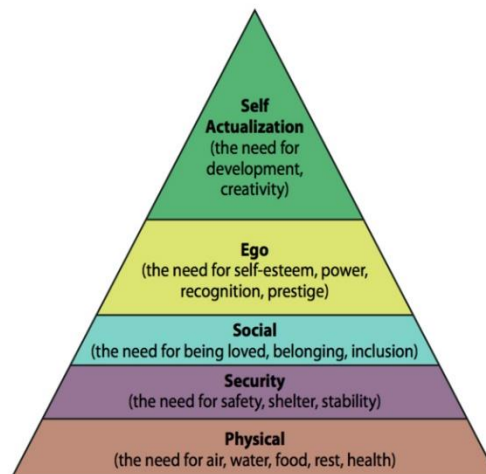 Self
Actualization
(the need for
development,
creativity)
Ego
(the need for self-esteem, power,
recognition, prestige)
Social
(the need for being loved, belonging, inclusion)
Security
(the need for safety, shelter, stability)
Physical
(the need for air, water, food, rest, health)